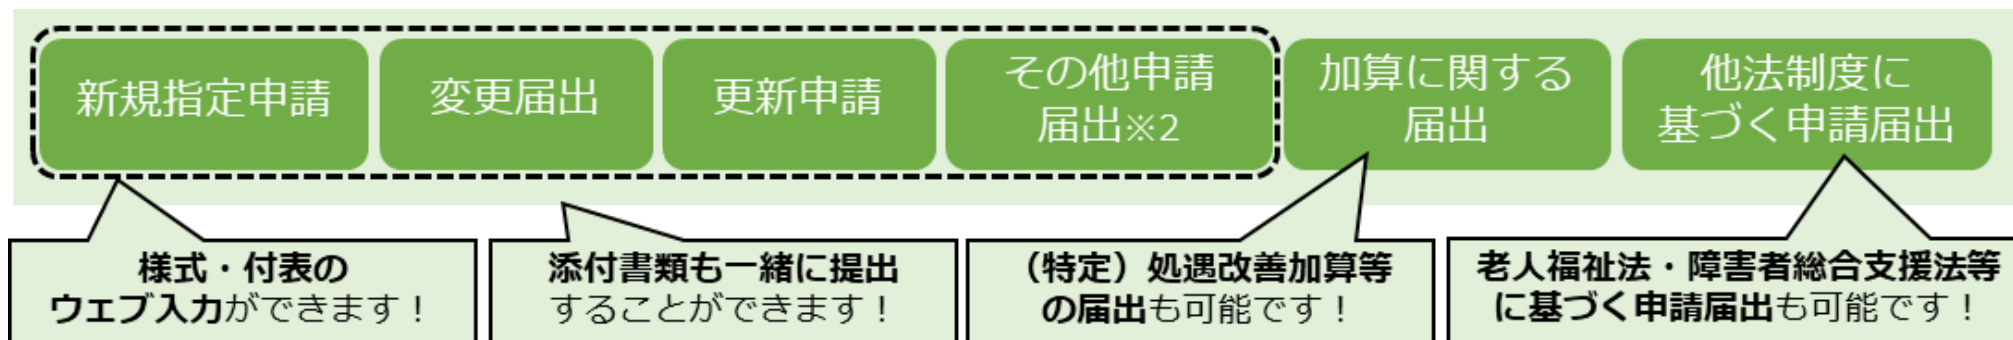 新規指定申請
変更届出
更新申請
その他申請
届出※2
加算に関する
届出
他法制度に
基づく申請届出
様式・付表の
ウェブ入力ができます！
添付書類も一緒に提出
することができます！
（特定）処遇改善加算等
の届出も可能です！
老人福祉法・障害者総合支援法等
に基づく申請届出も可能です！